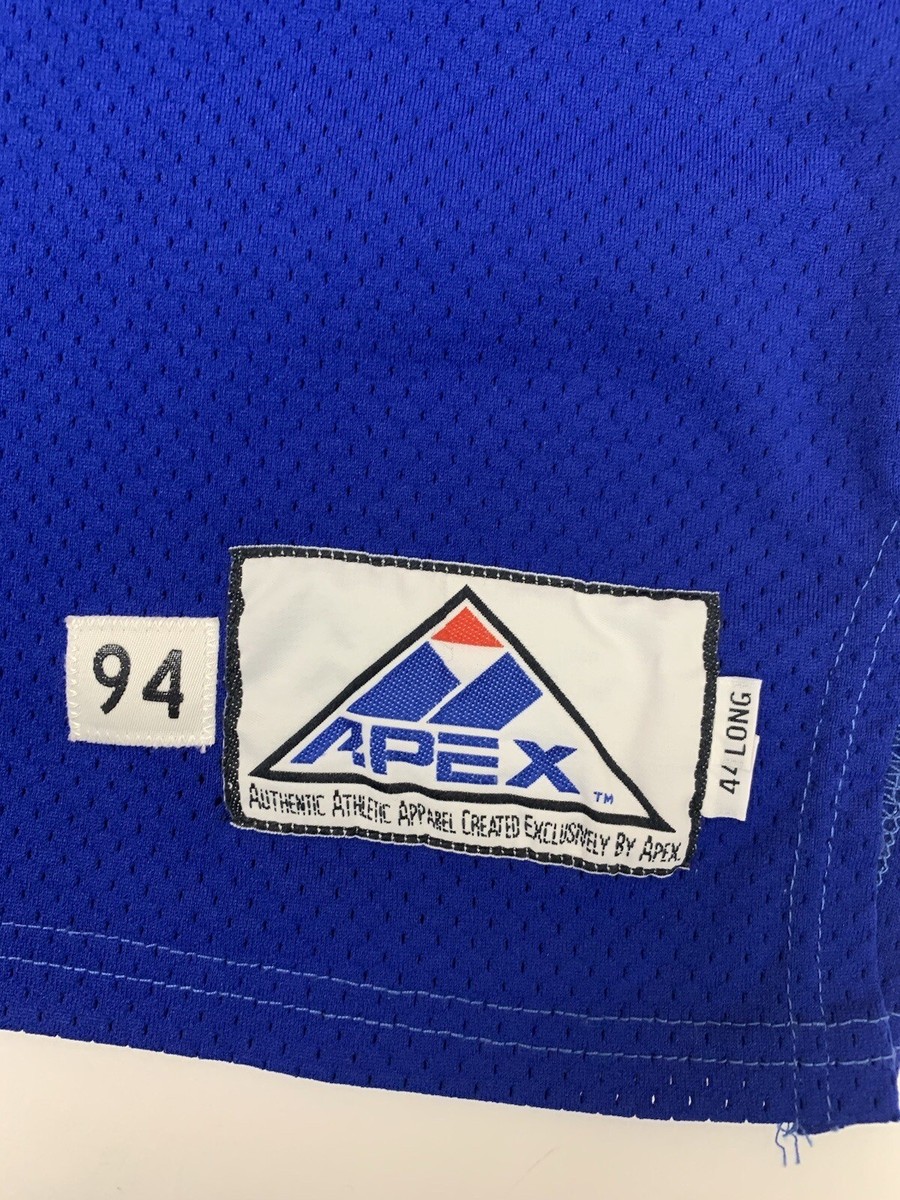 94
APEX TM
AUTHENTIC ATHLETIC APPAREL CREATED EXCLUSIVELY BY APEX.
44 LONG